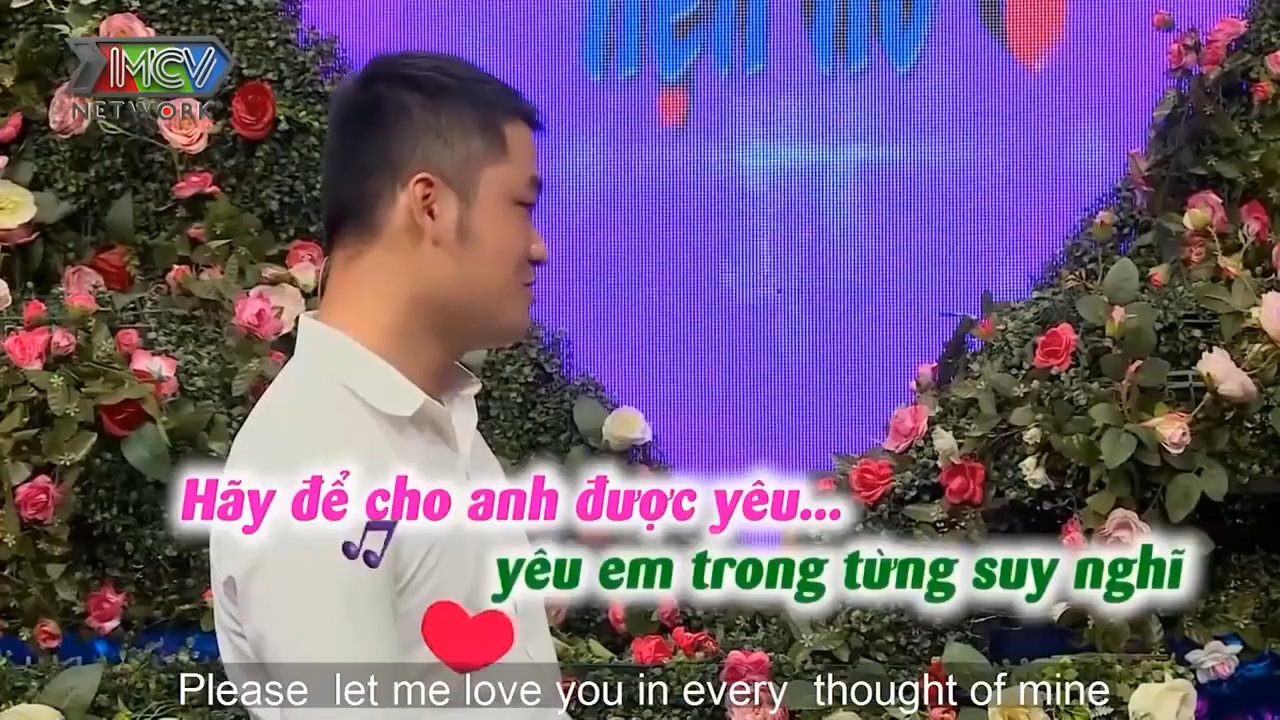 MCV
NETWORK
Hãy để cho anh được yêu...
yêu em trong từng suy nghĩ
Please let me love you in every thought of mine